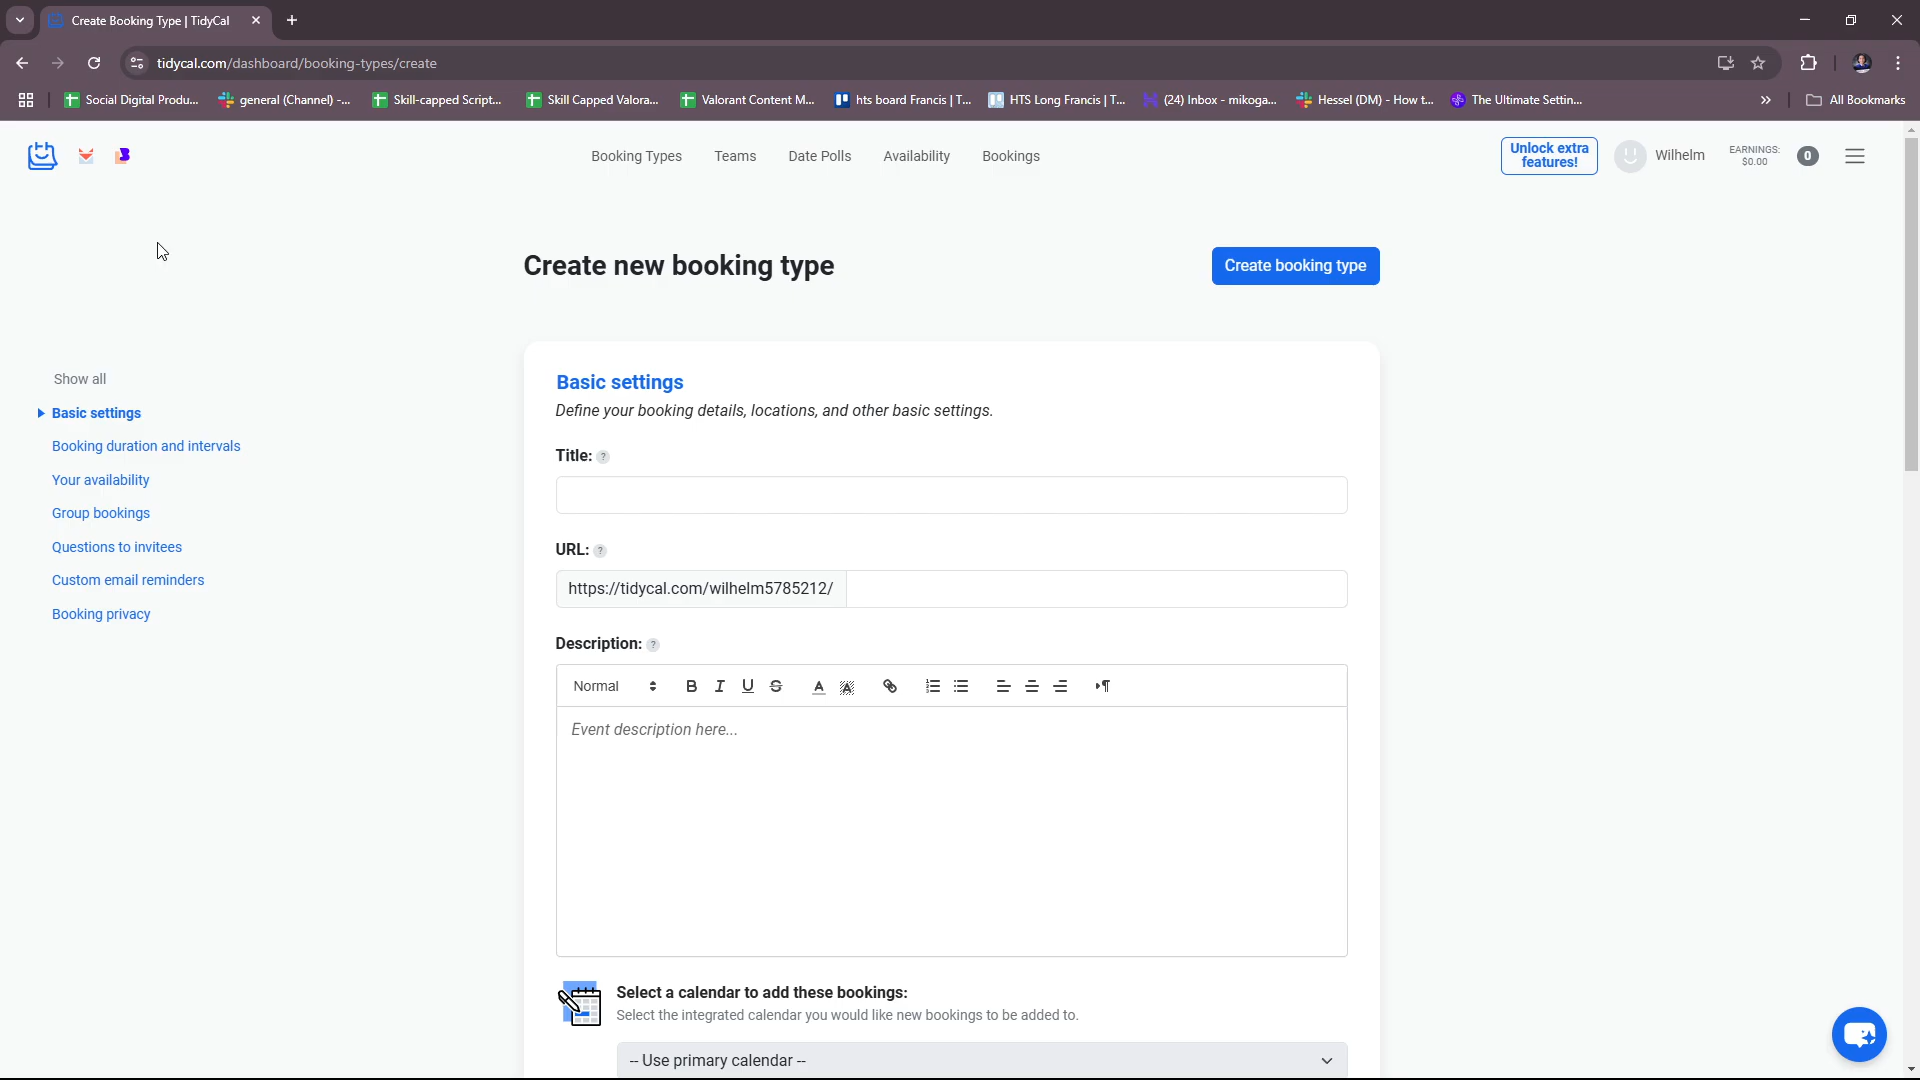 Create Booking Type | TidyCal
tidycal.com/dashboard/booking-types/create
Social Digital Produ...
general (Channel) -...
Skill-capped Script...
Skill Capped Valora...
Valorant Content M...
hts board Francis | T...
HTS Long Francis | T...
(24) Inbox - mikoga...
Hessel (DM) - How t...
The Ultimate Settin...
All Bookmarks
Booking Types
Teams
Date Polls
Availability
Bookings
Unlock extra
features!
Wilhelm
EARNINGS:
$0.00
0
Create new booking type
Create booking type
Show all
Basic settings
Booking duration and intervals
Your availability
Group bookings
Questions to invitees
Custom email reminders
Booking privacy
Basic settings
Define your booking details, locations, and other basic settings.
Title: ?
URL: ?
https://tidycal.com/wilhelm5785212/
Description: ?
Normal
Event description here...
Select a calendar to add these bookings:
Select the integrated calendar you would like new bookings to be added to.
-- Use primary calendar --